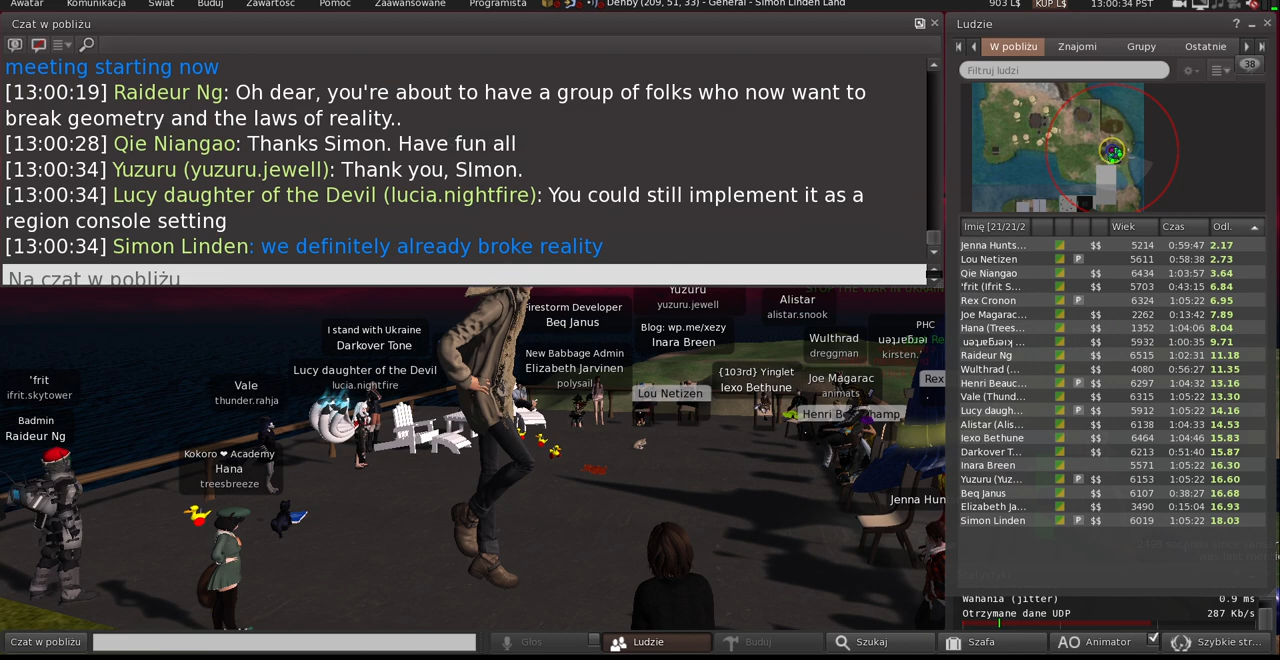 Awatar Komunikacja Świat Buduj Zawartość Pomoc Zaawansowane Programista Denby (209, 51, 33) - General - Simon Linden Land 903 L$ KUP L$ 13:00:34 PST
Czat w pobliżu
meeting starting now
[13:00:19] Raideur Ng: Oh dear, you're about to have a group of folks who now want to
break geometry and the laws of reality..
[13:00:28] Qie Niangao: Thanks Simon. Have fun all
[13:00:34] Yuzuru (yuzuru.jewell): Thank you, SImon.
[13:00:34] Lucy daughter of the Devil (lucia.nightfire): You could still implement it as a
region console setting
[13:00:34] Simon Linden: we definitely already broke reality
Na czat w pobliżu
Yuzuru
yuzuru.jewell
Alistar
alistar.snook
Firestorm Developer
Beq Janus
I stand with Ukraine
Darkover Tone
Blog: wp.me/xezy
Inara Breen
Wulthrad
dreggman
PHC
kirsten.
New Babbage Admin
Elizabeth Jarvinen
polysail
Lucy daughter of the Devil
lucia.nightfire
{103rd} Yinglet
Iexo Bethune
Joe Magarac
animats
Rex
'frit
ifrit.skytower
Vale
thunder.rahja
Lou Netizen
Henri Beauchamp
Badmin
Raideur Ng
Kokoro ❤ Academy
Hana
treesbreeze
Jenna Hun
Ludzie
? _ ×
W pobliżu Znajomi Grupy Ostatnie
Filtruj ludzi
38
Imię [21/21/2 Wiek Czas Odl.
Jenna Hunts... $$ 5214 0:59:47 2.17
Lou Netizen P 5611 0:58:38 2.73
Qie Niangao $$ 6434 1:03:57 3.64
'frit (Ifrit S... $$ 5703 0:43:15 6.84
Rex Cronon P 6324 1:05:22 6.95
Joe Magarac... $$ 2262 0:13:42 7.89
Hana (Trees... $$ 1352 1:04:06 8.04
$$ 5932 1:00:35 9.71
Raideur Ng $$ 6515 1:02:31 11.18
Wulthrad (... $$ 4080 0:56:27 11.35
Henri Beauc... P $$ 6297 1:04:32 13.16
Vale (Thund... $$ 6315 1:05:22 13.30
Lucy daugh... P $$ 5912 1:05:22 14.16
Alistar (Alis... $$ 6138 1:04:33 14.53
Iexo Bethune $$ 6464 1:04:46 15.83
Darkover T... $$ 6213 0:51:40 15.87
Inara Breen 5571 1:05:22 16.30
Yuzuru (Yuz... P $$ 6153 1:05:22 16.60
Beq Janus $$ 6107 0:38:27 16.68
Elizabeth Ja... $$ 3490 0:15:04 16.93
Simon Linden P $$ 6019 1:05:22 18.03
Wahania (jitter) 0.9 ms
Otrzymane dane UDP 287 Kb/s
Czat w pobliżu Głos Ludzie Buduj Szukaj Szafa AO Animator Szybkie str...